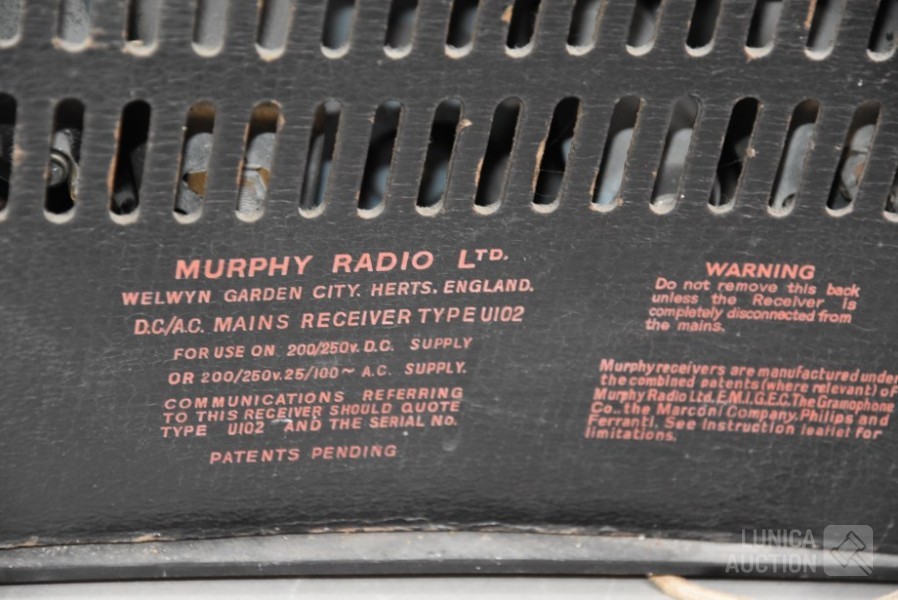 MURPHY RADIO LTD.
WELWYN GARDEN CITY. HERTS. ENGLAND.
D.C/A.C. MAINS RECEIVER TYPE U102
FOR USE ON 200/250V. D.C. SUPPLY
OR 200/250V. 25/100~ A.C. SUPPLY.
COMMUNICATIONS REFERRING
TO THIS RECEIVER SHOULD QUOTE
TYPE U102 AND THE SERIAL NO.
PATENTS PENDING
WARNING
Do not remove this back
unless the Receiver is
completely disconnected from
the mains.
Murphy receivers are manufactured under
the combined patents (where relevant) of
Murphy Radio Ltd. E.M.I. G.E.C. The Gramophone
Co., the Marconi Company. Philips and
Ferranti. See Instruction leaflet for
limitations.
LUNICA
AUCTION